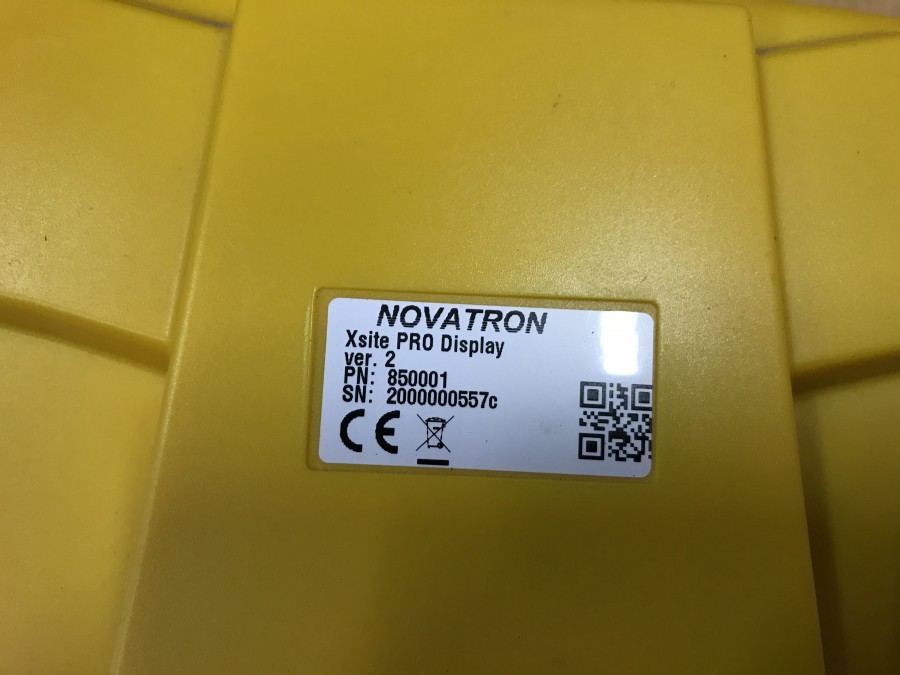 NOVATRON
Xsite PRO Display
ver. 2
PN: 850001
SN: 2000000557c
CE